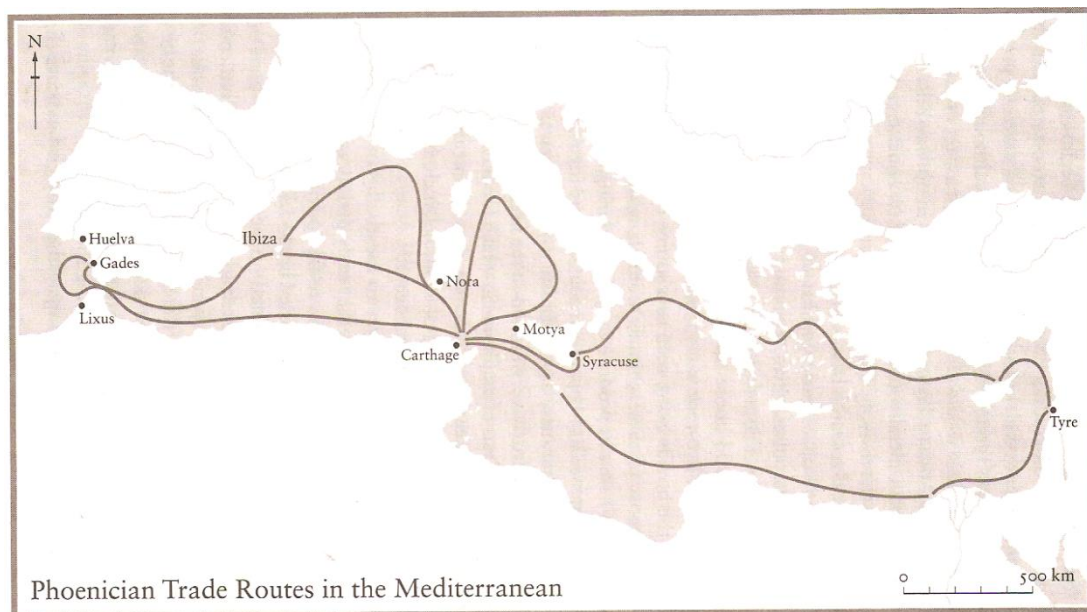 N
Huelva
Gades
Ibiza
Lixus
Nora
Carthage
Motya
Syracuse
Tyre
Phoenician Trade Routes in the Mediterranean
0 500 km